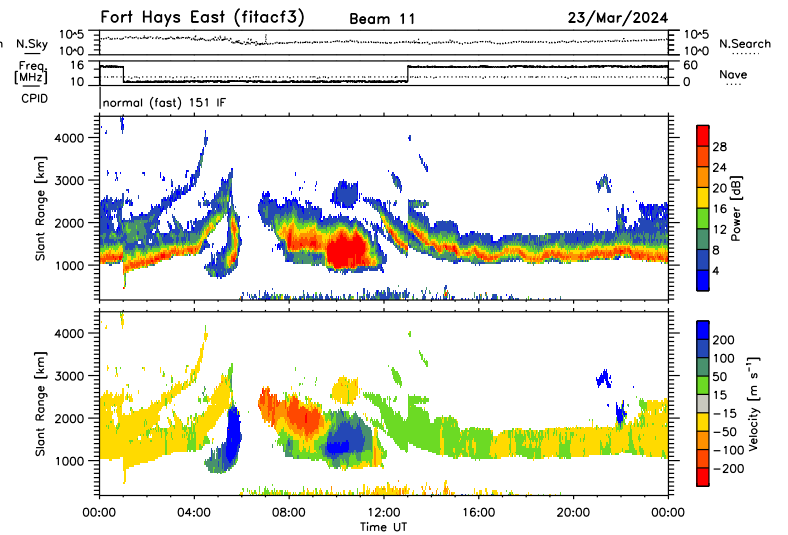 Fort Hays East (fitacf3) Beam 11 23/Mar/2024
N.Sky 10^5 10^0 10^5 10^0 N.Search
Freq. [MHz] 16 10 60 0 Nave
CPID normal (fast) 151 IF
Slant Range [km] 4000 3000 2000 1000
Power [dB] 28 24 20 16 12 8 4
Slant Range [km] 4000 3000 2000 1000
Velocity [m s⁻¹] 200 100 50 15 −15 −50 −100 −200
00:00 04:00 08:00 12:00 16:00 20:00 00:00
Time UT